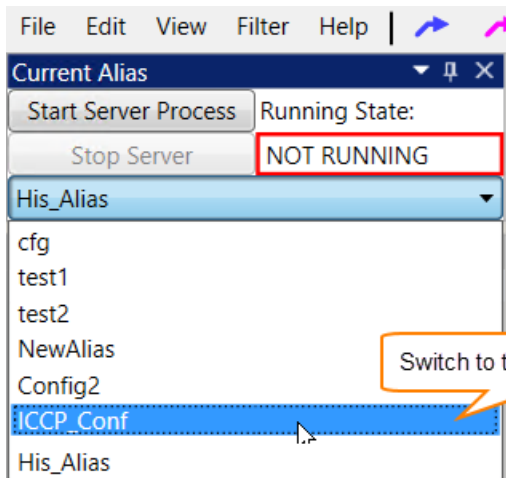 File Edit View Filter Help
Current Alias
Start Server Process Running State:
Stop Server NOT RUNNING
His_Alias
cfg
test1
test2
NewAlias
Config2
Switch to t
ICCP_Conf
His_Alias